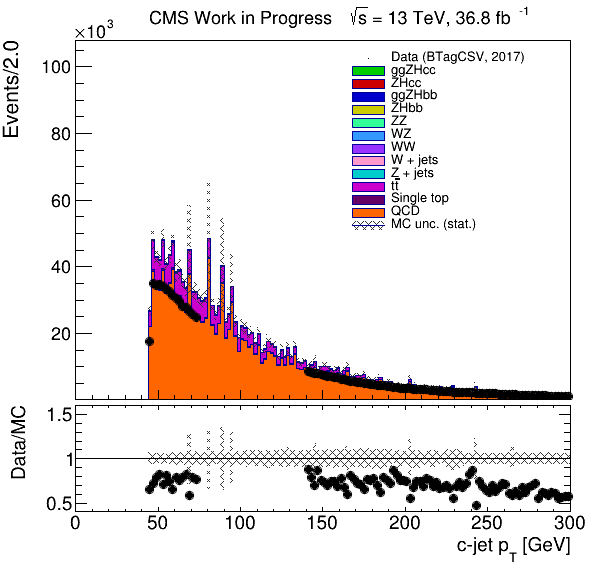 CMS Work in Progress √s = 13 TeV, 36.8 fb⁻¹
×10³
Events/2.0
100
80
60
40
20
Data (BTagCSV, 2017)
ggZHcc
ZHcc
ggZHbb
ZHbb
ZZ
WZ
WW
W + jets
Z + jets
tt̅
Single top
QCD
MC unc. (stat.)
Data/MC
1.5
1
0.5
0 50 100 150 200 250 300
c-jet p_T [GeV]